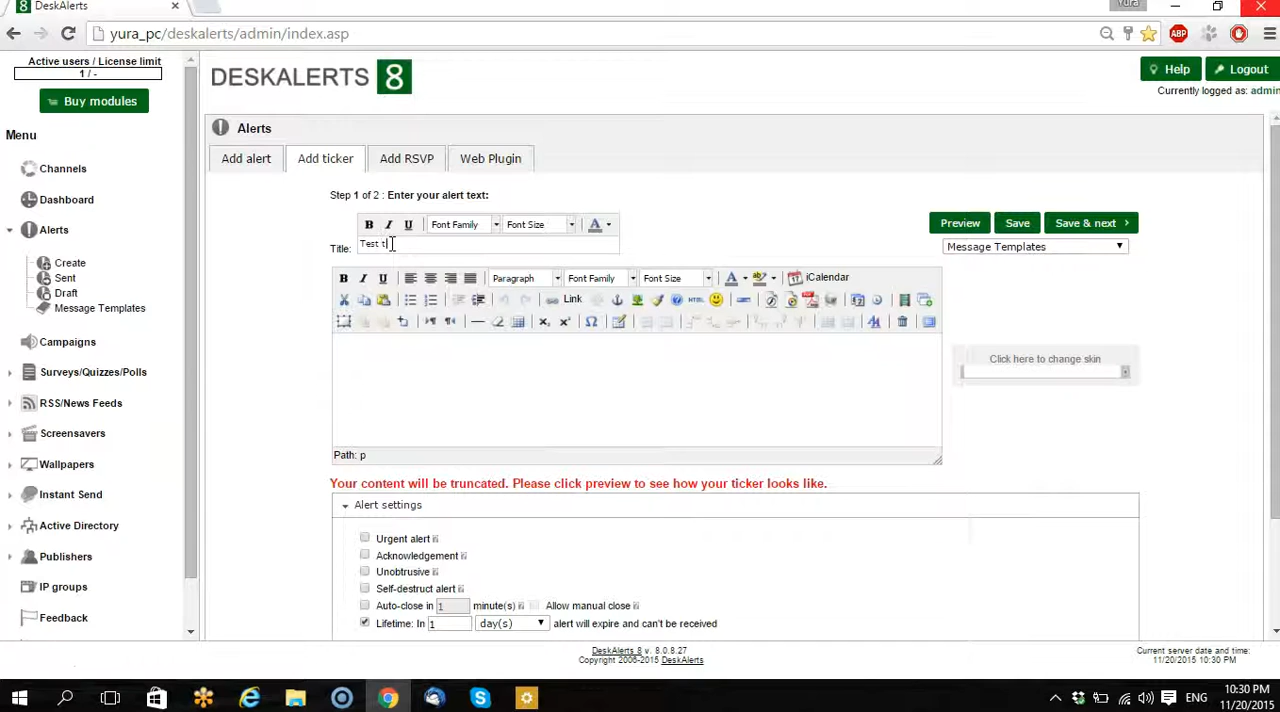 8 DeskAlerts
Yura
yura_pc/deskalerts/admin/index.asp
ABP
Active users / License limit
1 / -
Buy modules
DESKALERTS 8
Help
Logout
Currently logged as: admin
Menu
Channels
Dashboard
Alerts
Create
Sent
Draft
Message Templates
Campaigns
Surveys/Quizzes/Polls
RSS/News Feeds
Screensavers
Wallpapers
Instant Send
Active Directory
Publishers
IP groups
Feedback
Alerts
Add alert
Add ticker
Add RSVP
Web Plugin
Step 1 of 2 : Enter your alert text:
B I U Font Family Font Size A
Title: Test ti
Preview
Save
Save & next >
Message Templates
B I U Paragraph Font Family Font Size A iCalendar
Link HTML
Click here to change skin
Path: p
Your content will be truncated. Please click preview to see how your ticker looks like.
Alert settings
Urgent alert
Acknowledgement
Unobtrusive
Self-destruct alert
Auto-close in 1 minute(s) Allow manual close
Lifetime: In 1 day(s) alert will expire and can't be received
DeskAlerts 8 v. 8.0.8.27
Copyright 2006-2015 DeskAlerts
Current server date and time:
11/20/2015 10:30 PM
ENG
10:30 PM
11/20/2015